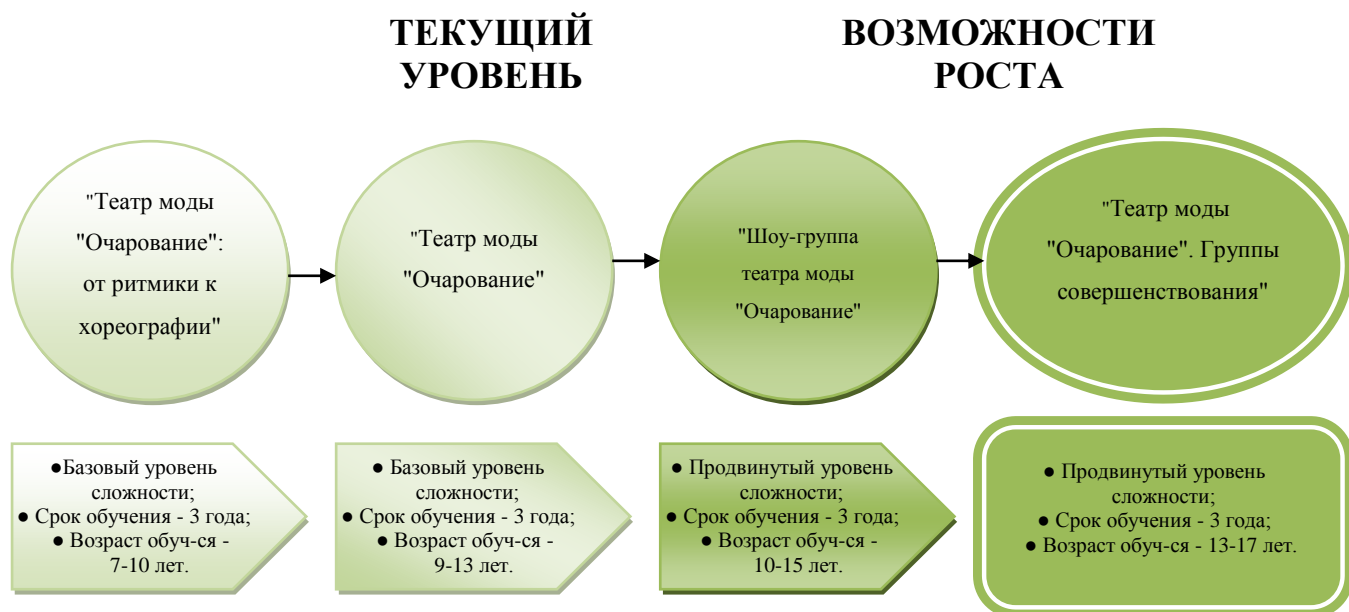 ТЕКУЩИЙ
УРОВЕНЬ
ВОЗМОЖНОСТИ
РОСТА
"Театр моды
"Очарование":
от ритмики к
хореографии"
"Театр моды
"Очарование"
"Шоу-группа
театра моды
"Очарование"
"Театр моды
"Очарование". Группы
совершенствования"
●Базовый уровень
сложности;
● Срок обучения - 3 года;
● Возраст обуч-ся -
7-10 лет.
● Базовый уровень
сложности;
● Срок обучения - 3 года;
● Возраст обуч-ся -
9-13 лет.
● Продвинутый уровень
сложности;
● Срок обучения - 3 года;
● Возраст обуч-ся -
10-15 лет.
● Продвинутый уровень
сложности;
● Срок обучения - 3 года;
● Возраст обуч-ся - 13-17 лет.